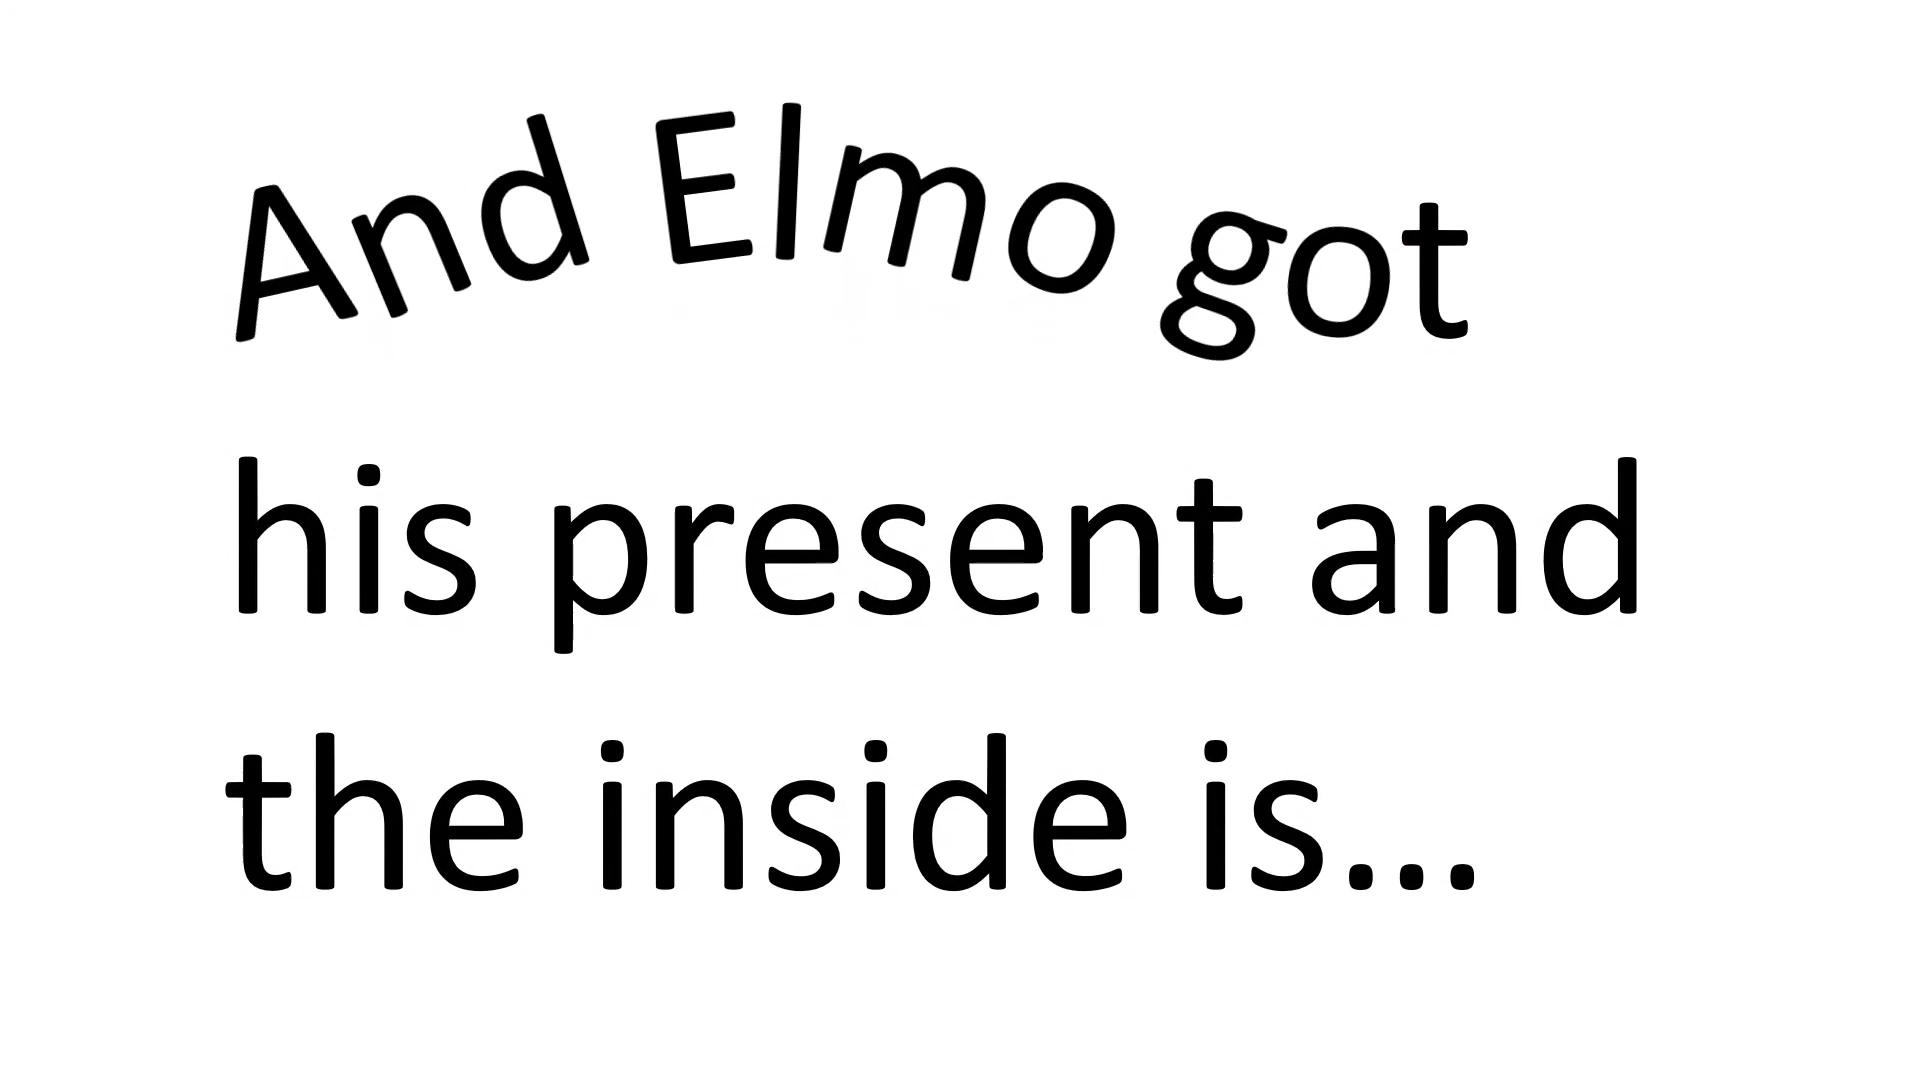 And Elmo got
his present and
the inside is...